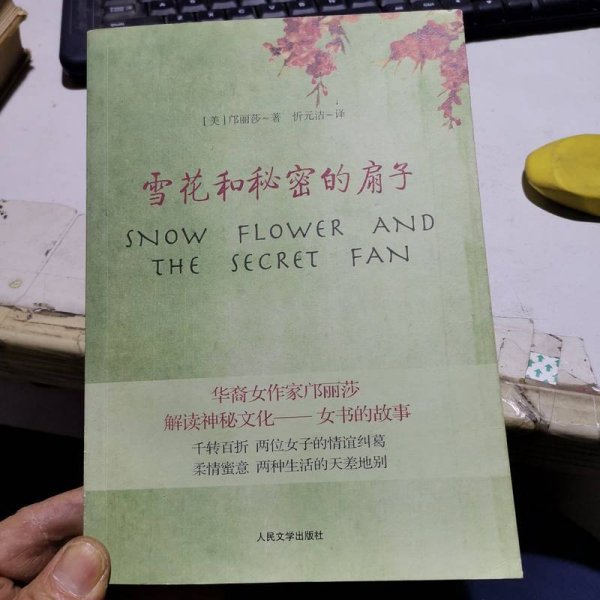 [美]邝丽莎~著 忻元洁~译
雪花和秘密的扇子
SNOW FLOWER AND
THE SECRET FAN
华裔女作家邝丽莎
解读神秘文化——女书的故事
千转百折 两位女子的情谊纠葛
柔情蜜意 两种生活的天差地别
人民文学出版社